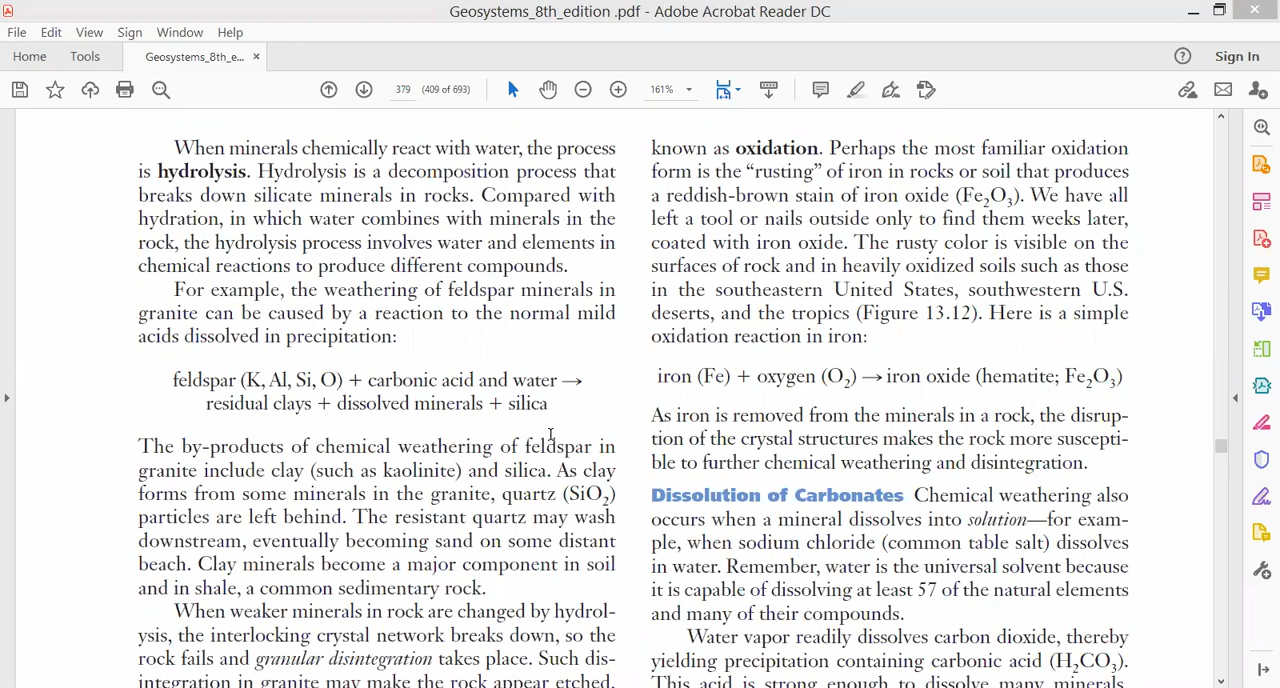 Geosystems_8th_edition .pdf - Adobe Acrobat Reader DC
File Edit View Sign Window Help
Home Tools Geosystems_8th_e... × Sign In
379 (409 of 693) 161%
When minerals chemically react with water, the process
is hydrolysis. Hydrolysis is a decomposition process that
breaks down silicate minerals in rocks. Compared with
hydration, in which water combines with minerals in the
rock, the hydrolysis process involves water and elements in
chemical reactions to produce different compounds.
For example, the weathering of feldspar minerals in
granite can be caused by a reaction to the normal mild
acids dissolved in precipitation:
feldspar (K, Al, Si, O) + carbonic acid and water →
residual clays + dissolved minerals + silica
The by-products of chemical weathering of feldspar in
granite include clay (such as kaolinite) and silica. As clay
forms from some minerals in the granite, quartz (SiO₂)
particles are left behind. The resistant quartz may wash
downstream, eventually becoming sand on some distant
beach. Clay minerals become a major component in soil
and in shale, a common sedimentary rock.
When weaker minerals in rock are changed by hydrol-
ysis, the interlocking crystal network breaks down, so the
rock fails and granular disintegration takes place. Such dis-
integration in granite may make the rock appear etched,
known as oxidation. Perhaps the most familiar oxidation
form is the “rusting” of iron in rocks or soil that produces
a reddish-brown stain of iron oxide (Fe₂O₃). We have all
left a tool or nails outside only to find them weeks later,
coated with iron oxide. The rusty color is visible on the
surfaces of rock and in heavily oxidized soils such as those
in the southeastern United States, southwestern U.S.
deserts, and the tropics (Figure 13.12). Here is a simple
oxidation reaction in iron:
iron (Fe) + oxygen (O₂) → iron oxide (hematite; Fe₂O₃)
As iron is removed from the minerals in a rock, the disrup-
tion of the crystal structures makes the rock more suscepti-
ble to further chemical weathering and disintegration.
Dissolution of Carbonates Chemical weathering also
occurs when a mineral dissolves into solution—for exam-
ple, when sodium chloride (common table salt) dissolves
in water. Remember, water is the universal solvent because
it is capable of dissolving at least 57 of the natural elements
and many of their compounds.
Water vapor readily dissolves carbon dioxide, thereby
yielding precipitation containing carbonic acid (H₂CO₃).
This acid is strong enough to dissolve many minerals,